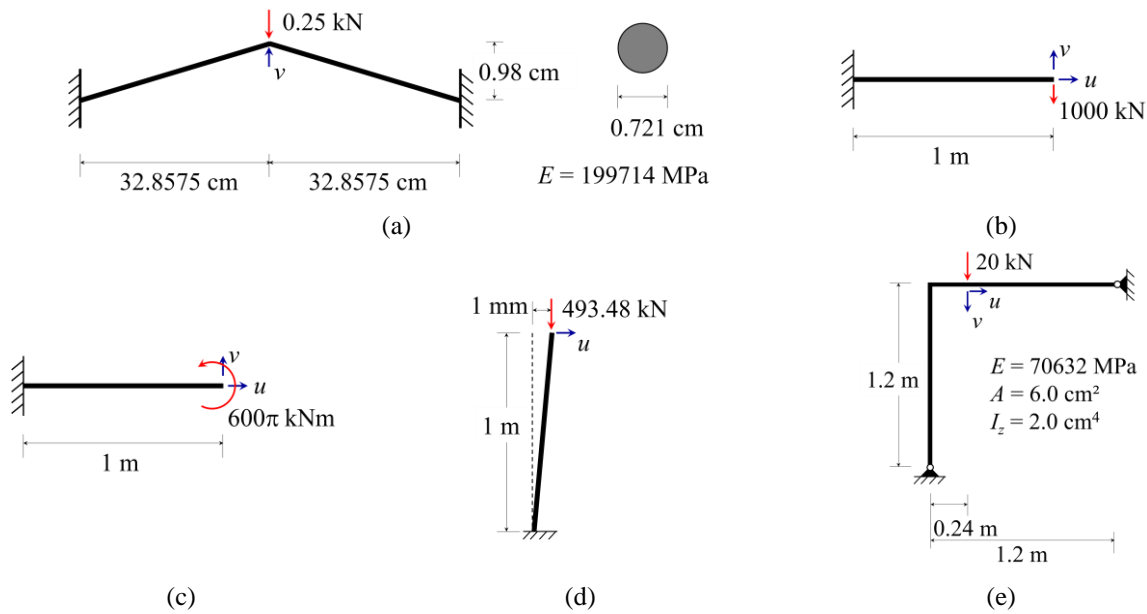 0.25 kN
v
0.98 cm
32.8575 cm
32.8575 cm
0.721 cm
E = 199714 MPa
(a)
v
u
1000 kN
1 m
(b)
v
u
600π kNm
1 m
(c)
1 mm
493.48 kN
u
1 m
(d)
20 kN
u
v
1.2 m
E = 70632 MPa
A = 6.0 cm²
I_z = 2.0 cm⁴
0.24 m
1.2 m
(e)